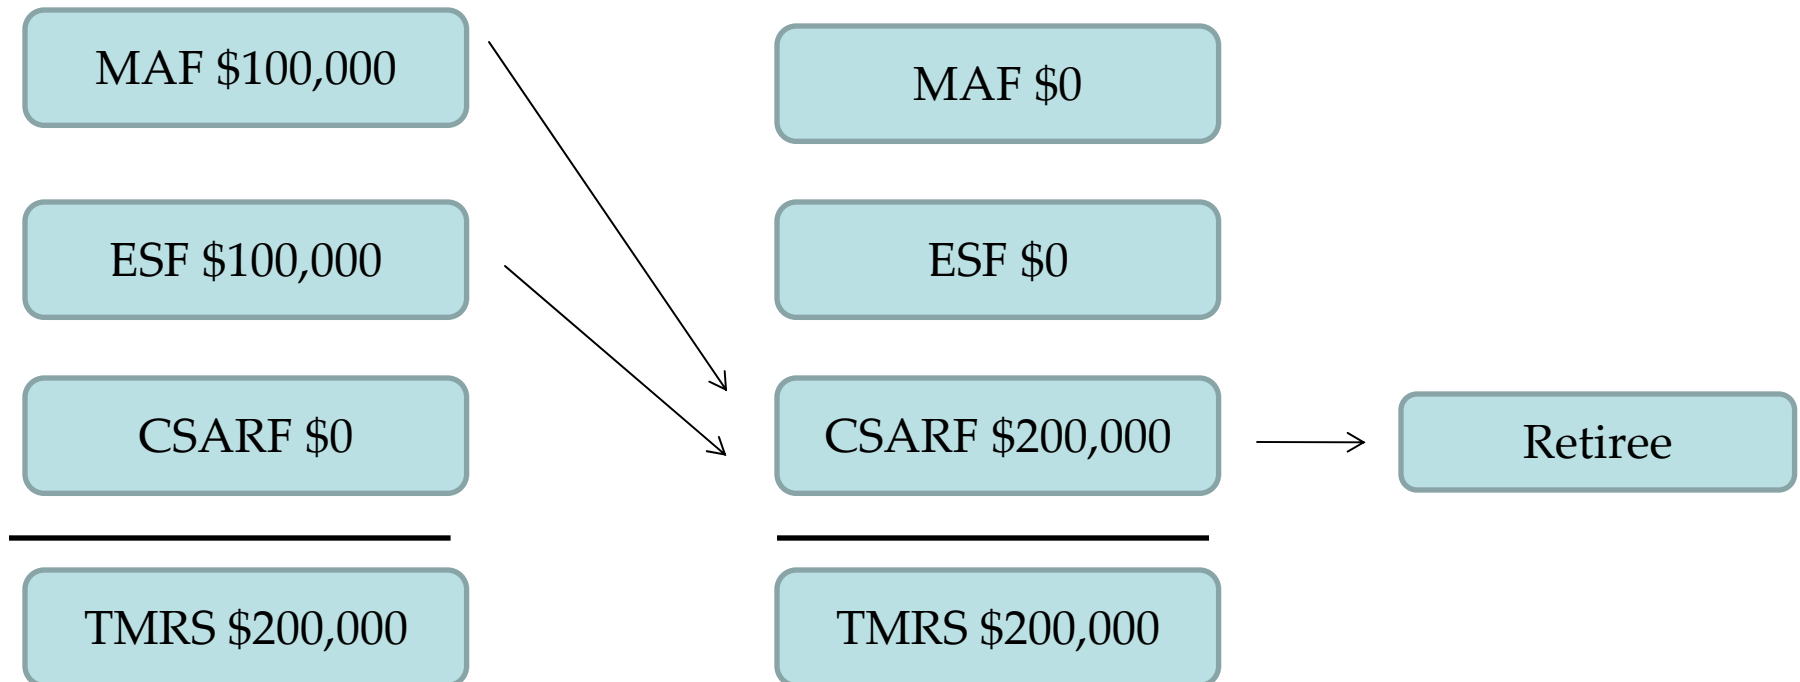 MAF $100,000
ESF $100,000
CSARF $0
TMRS $200,000
MAF $0
ESF $0
CSARF $200,000
TMRS $200,000
Retiree